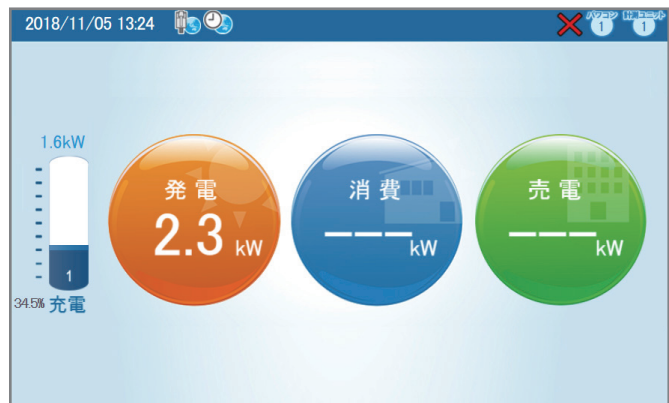 2018/11/05 13:24
パワコン
1
計測ユニット
1
1.6kW
1
34.5% 充電
発電
2.3 kW
消費
--- kW
売電
--- kW